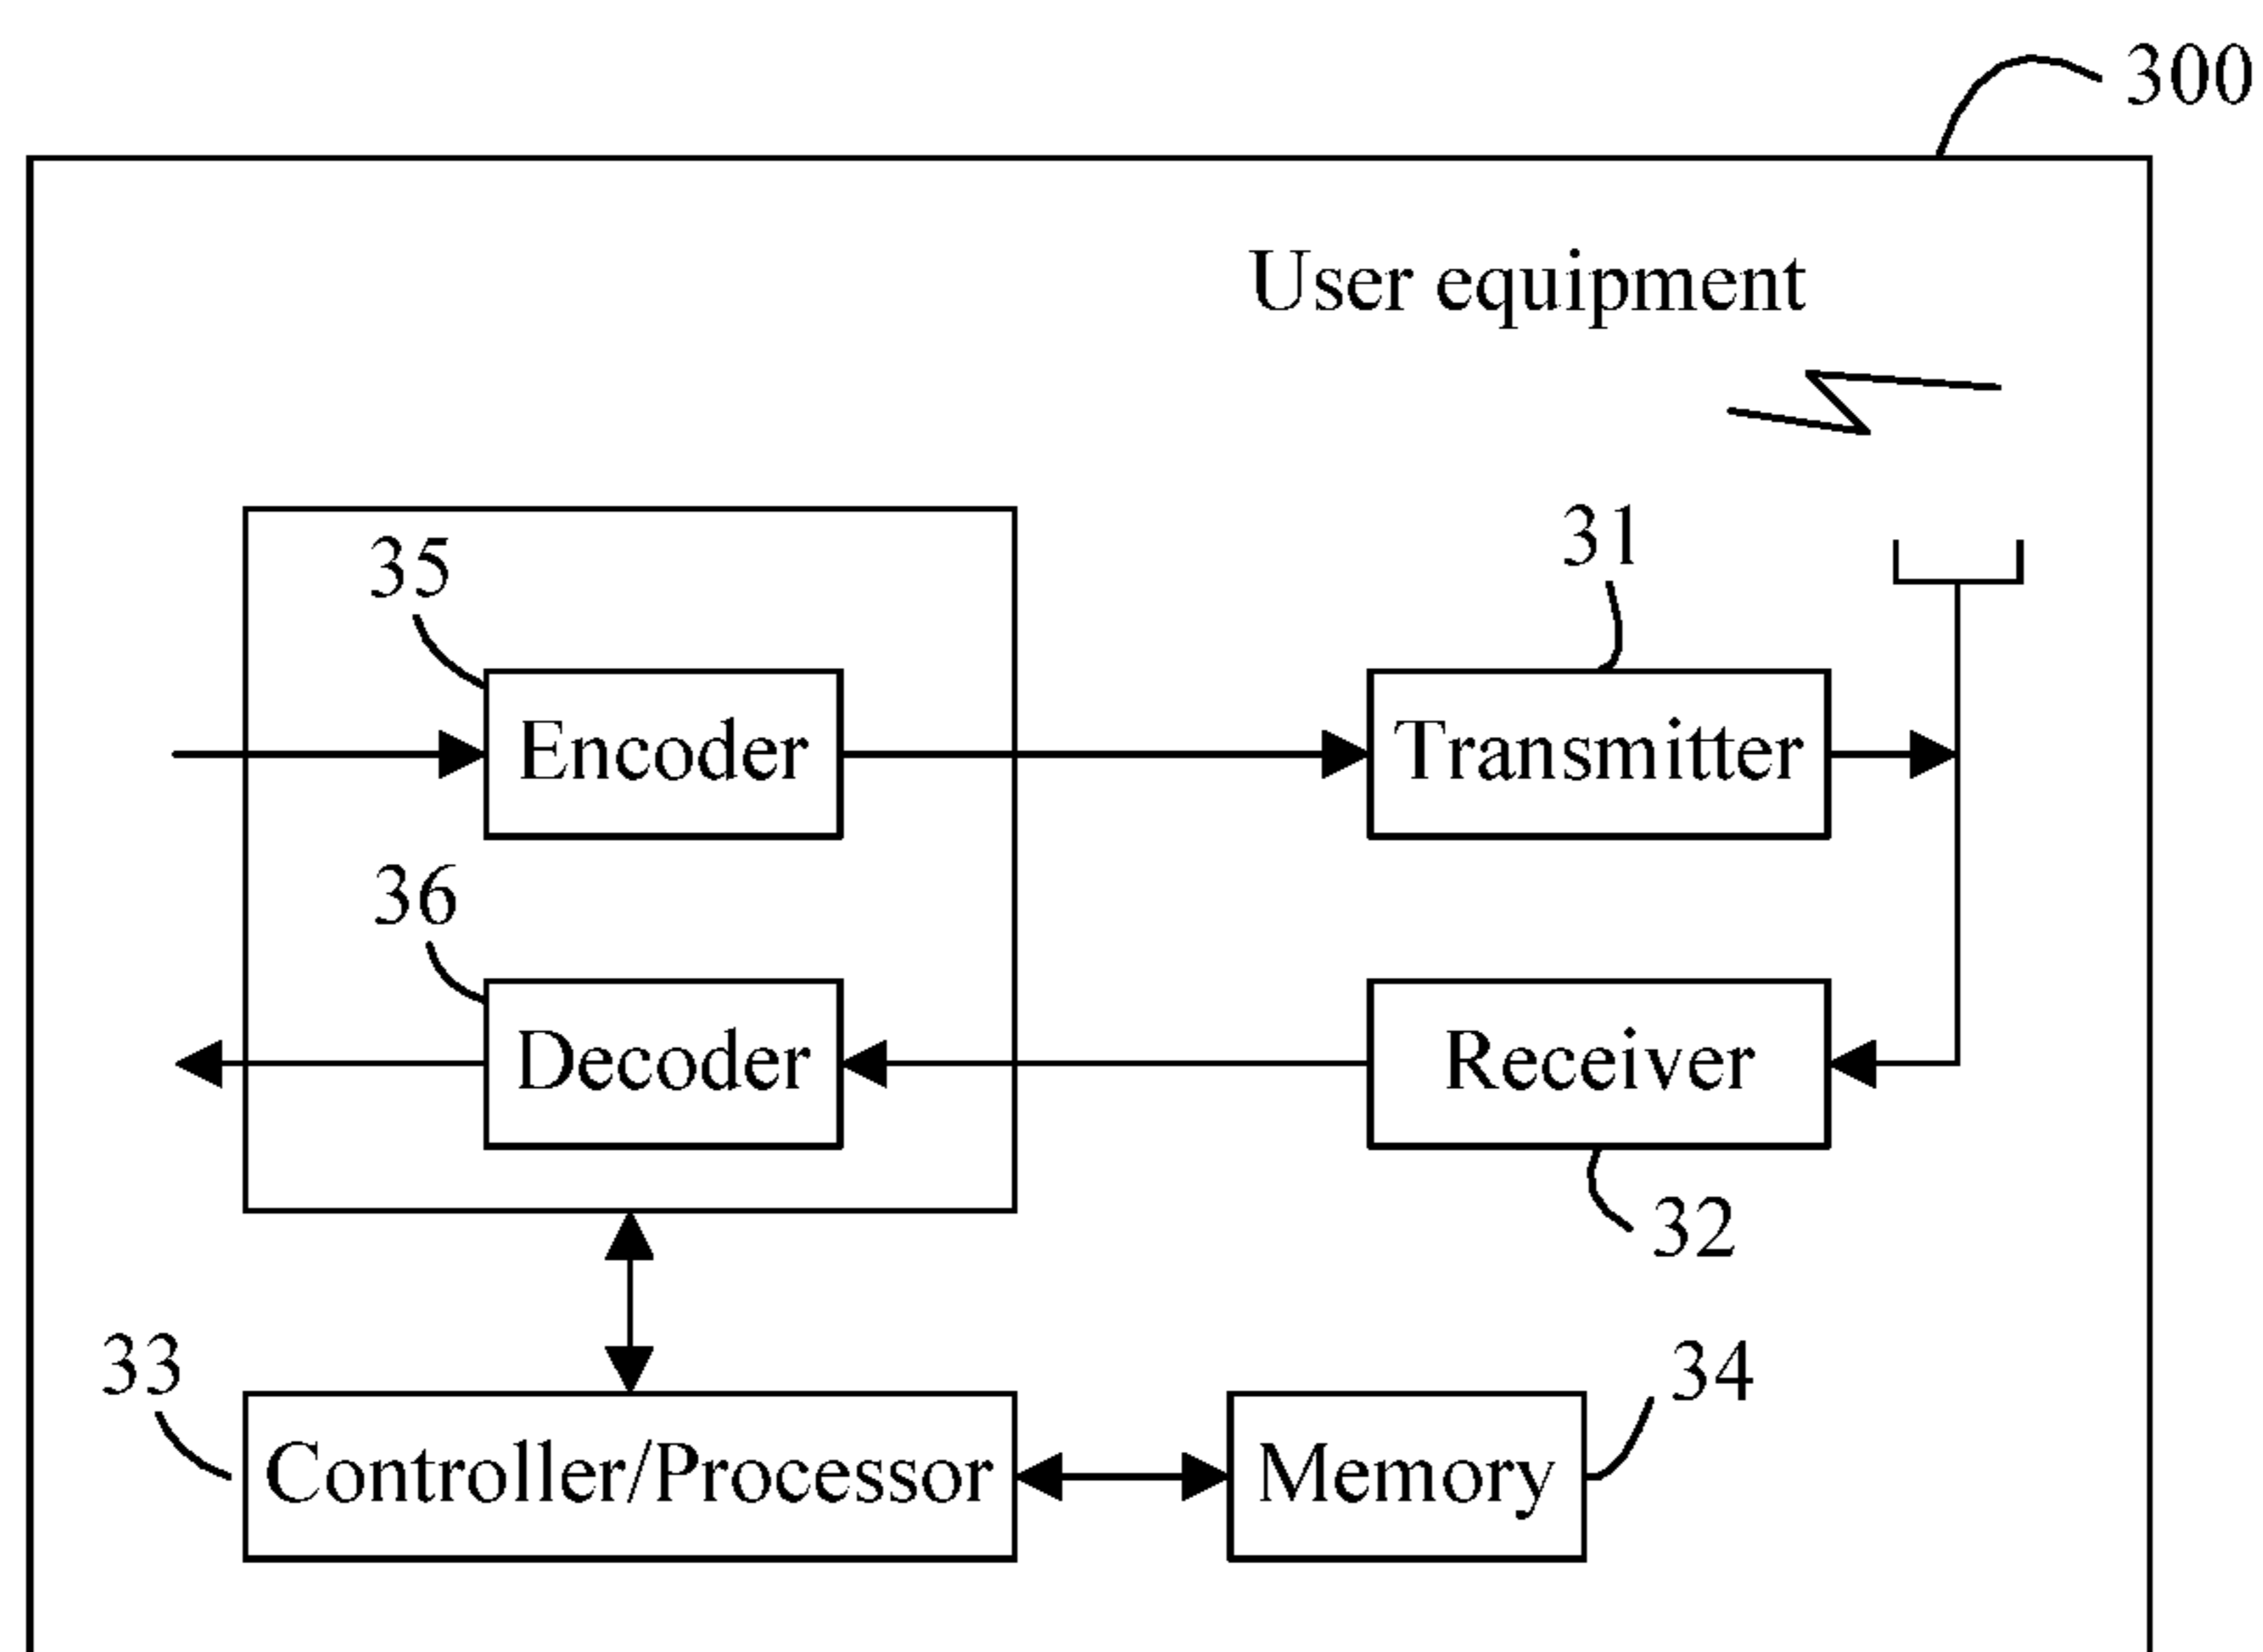 300
User equipment
35
31
Encoder
Transmitter
36
Decoder
Receiver
32
33
34
Controller/Processor
Memory